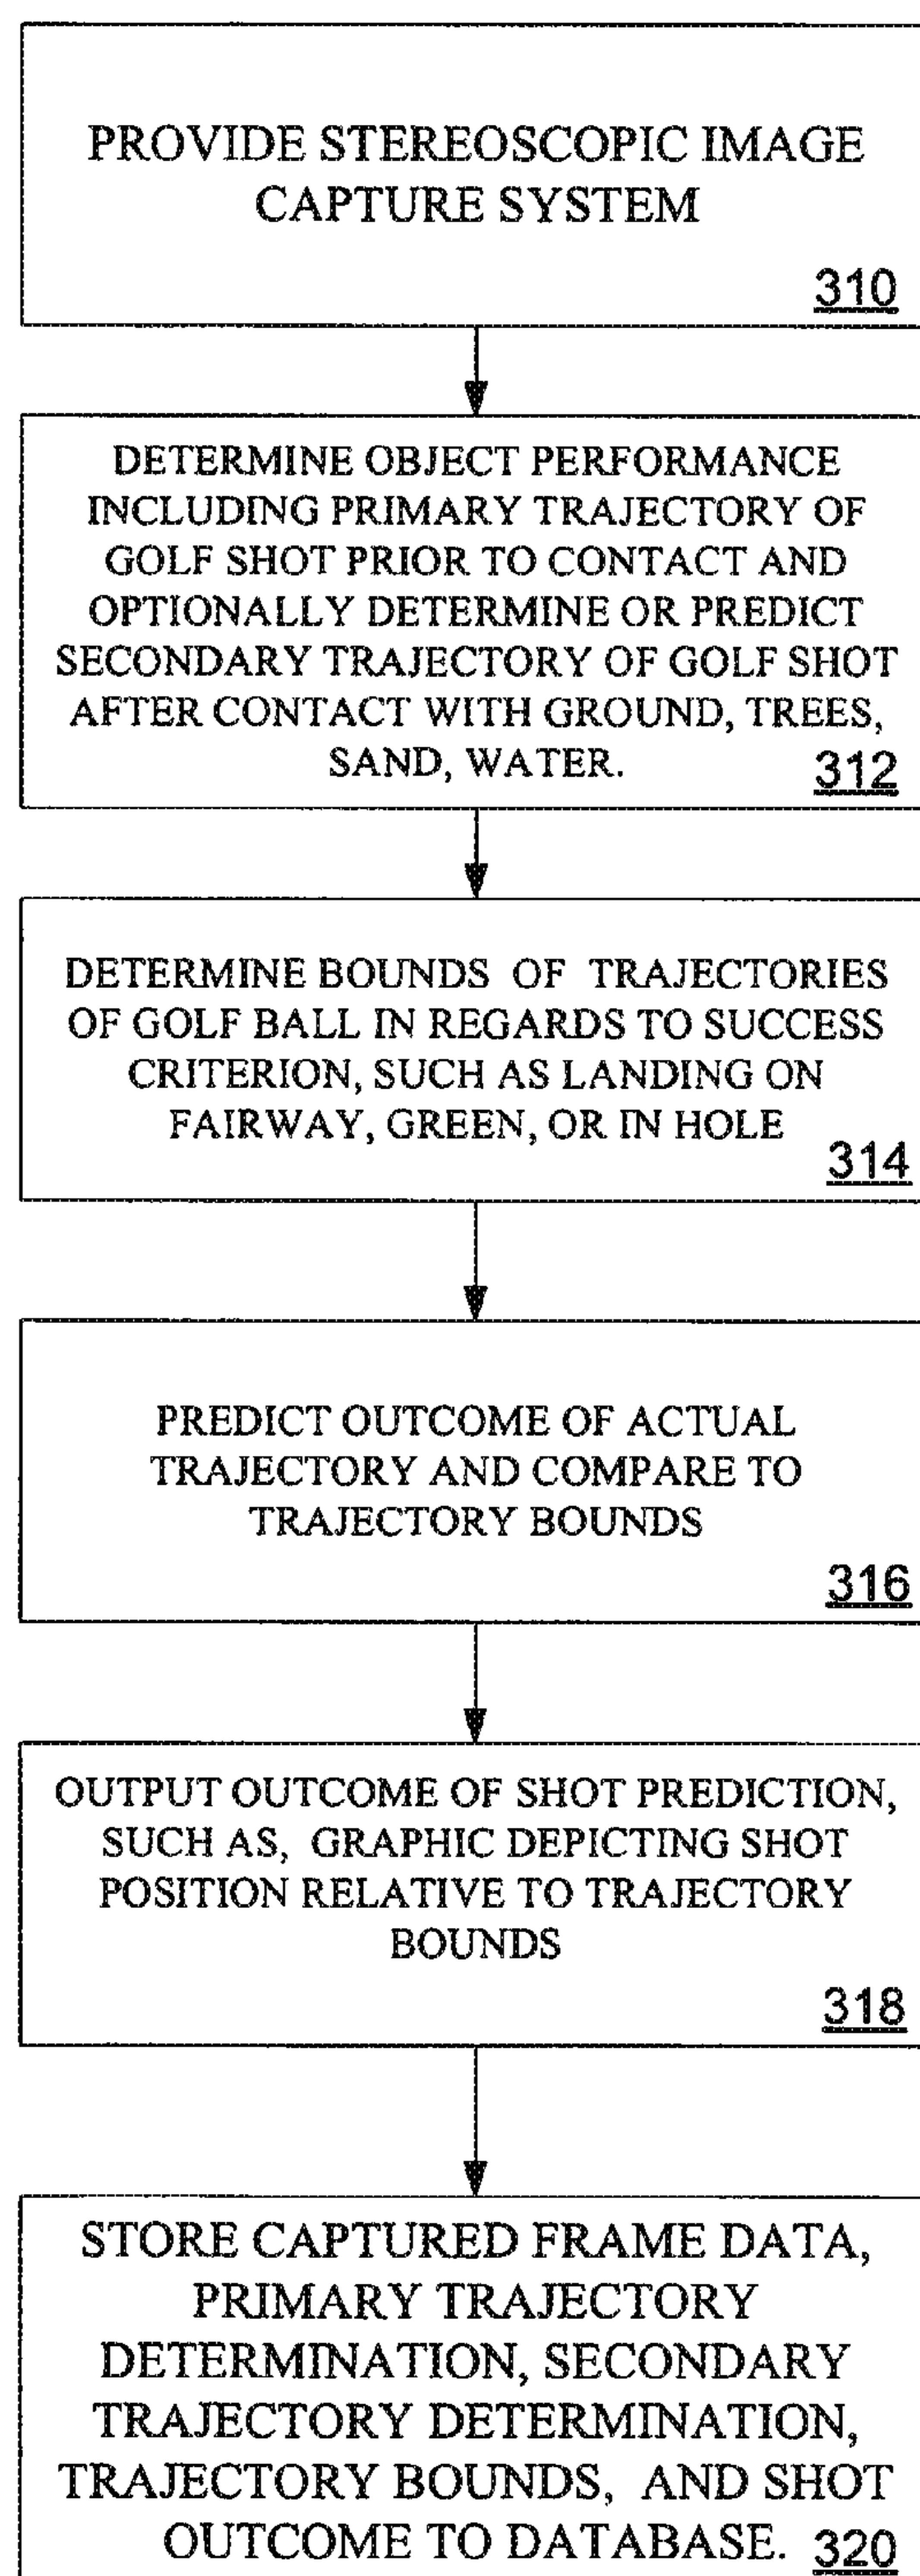 PROVIDE STEREOSCOPIC IMAGE
CAPTURE SYSTEM
310
DETERMINE OBJECT PERFORMANCE
INCLUDING PRIMARY TRAJECTORY OF
GOLF SHOT PRIOR TO CONTACT AND
OPTIONALLY DETERMINE OR PREDICT
SECONDARY TRAJECTORY OF GOLF SHOT
AFTER CONTACT WITH GROUND, TREES,
SAND, WATER.
312
DETERMINE BOUNDS OF TRAJECTORIES
OF GOLF BALL IN REGARDS TO SUCCESS
CRITERION, SUCH AS LANDING ON
FAIRWAY, GREEN, OR IN HOLE
314
PREDICT OUTCOME OF ACTUAL
TRAJECTORY AND COMPARE TO
TRAJECTORY BOUNDS
316
OUTPUT OUTCOME OF SHOT PREDICTION,
SUCH AS, GRAPHIC DEPICTING SHOT
POSITION RELATIVE TO TRAJECTORY
BOUNDS
318
STORE CAPTURED FRAME DATA,
PRIMARY TRAJECTORY
DETERMINATION, SECONDARY
TRAJECTORY DETERMINATION,
TRAJECTORY BOUNDS, AND SHOT
OUTCOME TO DATABASE. 320